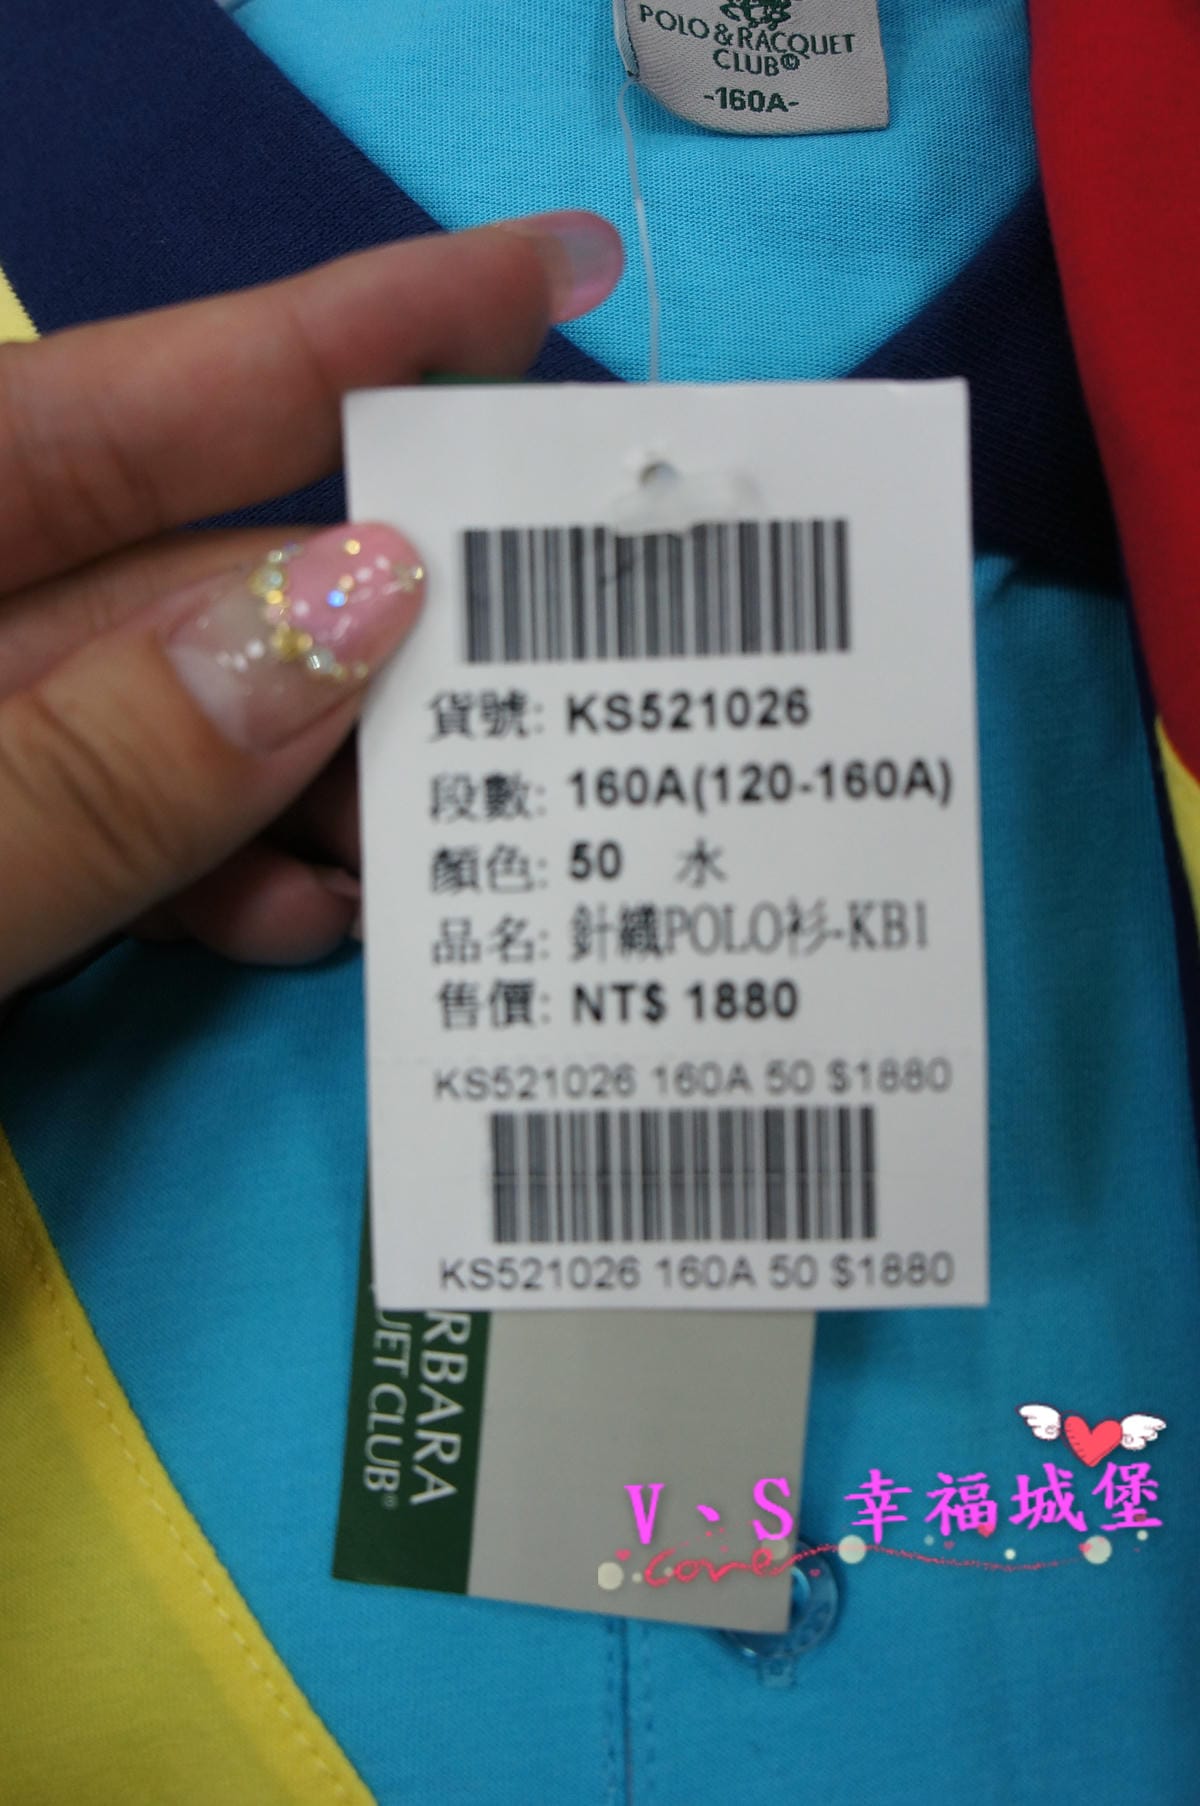 POLO & RACQUET
CLUB
-160A-
貨號: KS521026
段數: 160A(120-160A)
顏色: 50 水
品名: 針織POLO衫-KB1
售價: NT$ 1880
KS521026 160A 50 $1880
KS521026 160A 50 $1880
RBARA
UET CLUB®
V、S 幸福城堡
Love